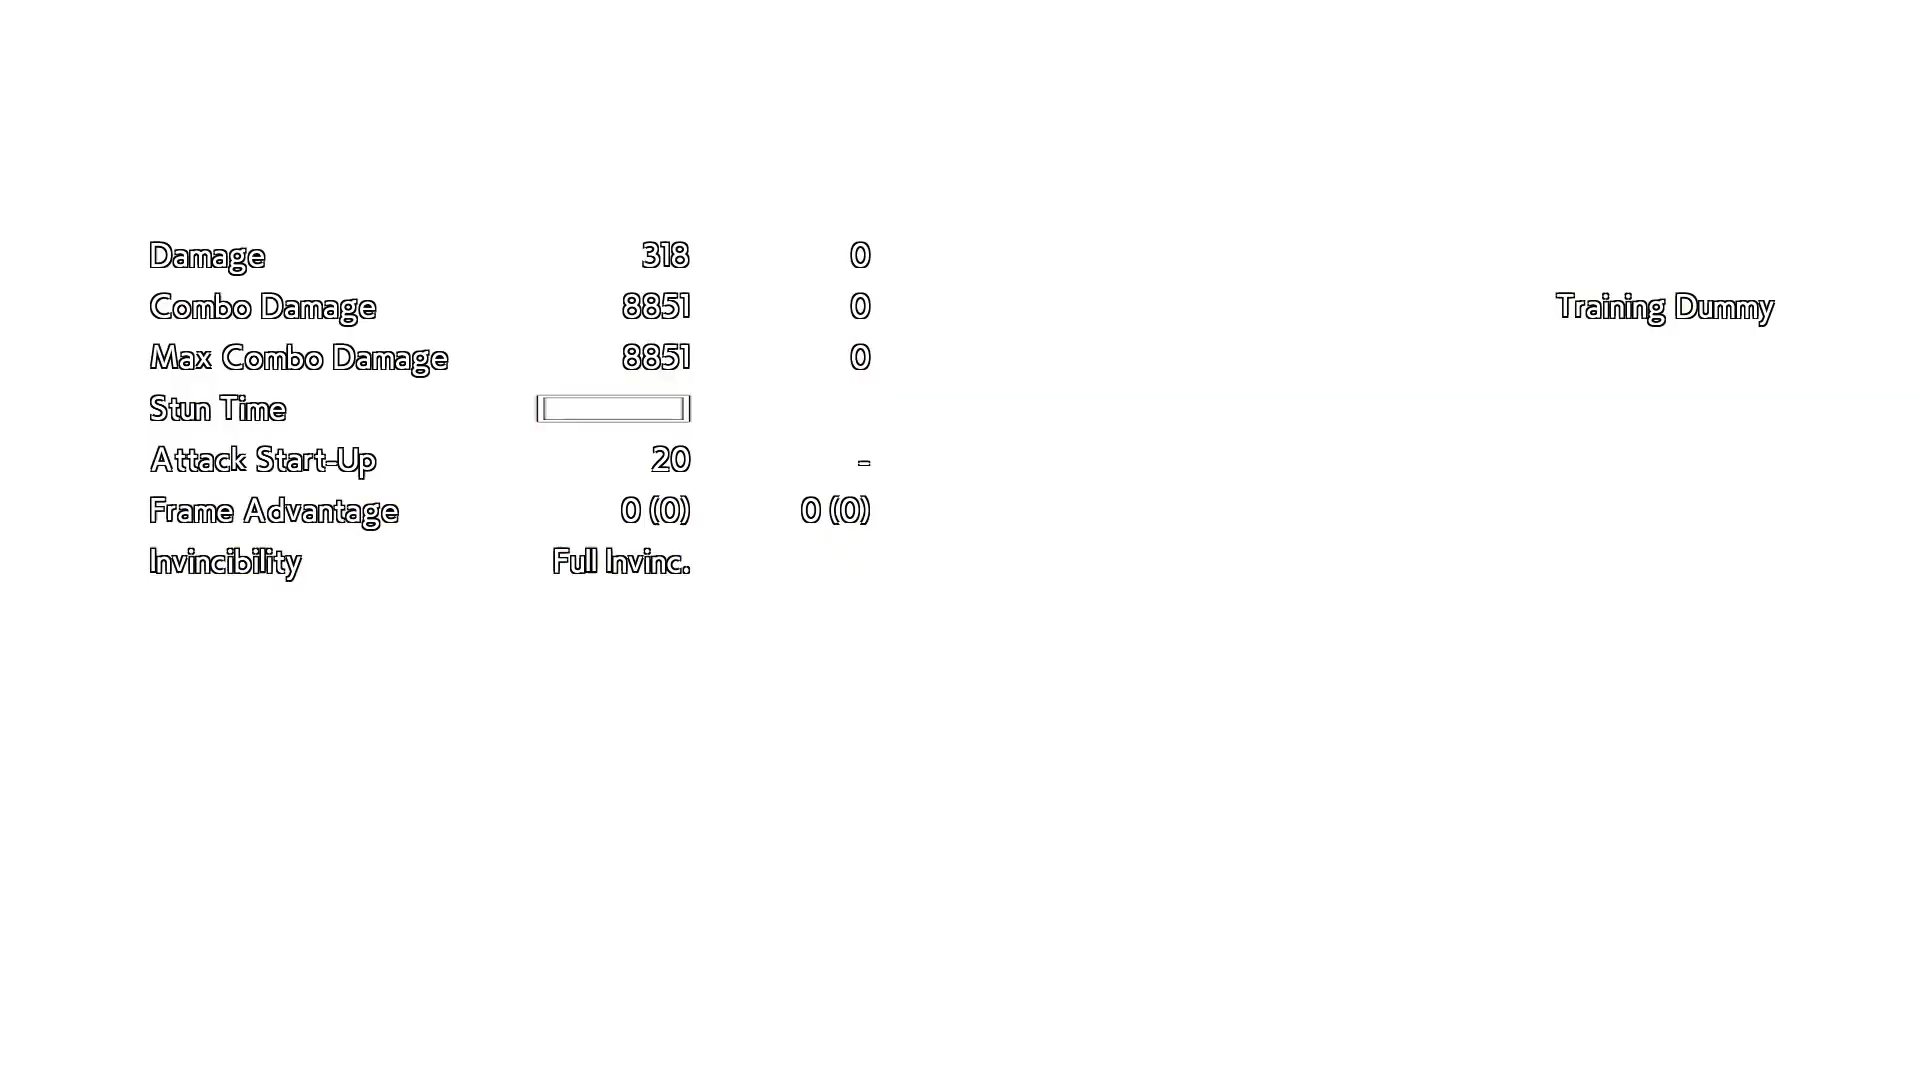 Damage 318 0
Combo Damage 8851 0
Training Dummy
Max Combo Damage 8851 0
Stun Time
Attack Start-Up 20 -
Frame Advantage 0 (0) 0 (0)
Invincibility Full Invinc.